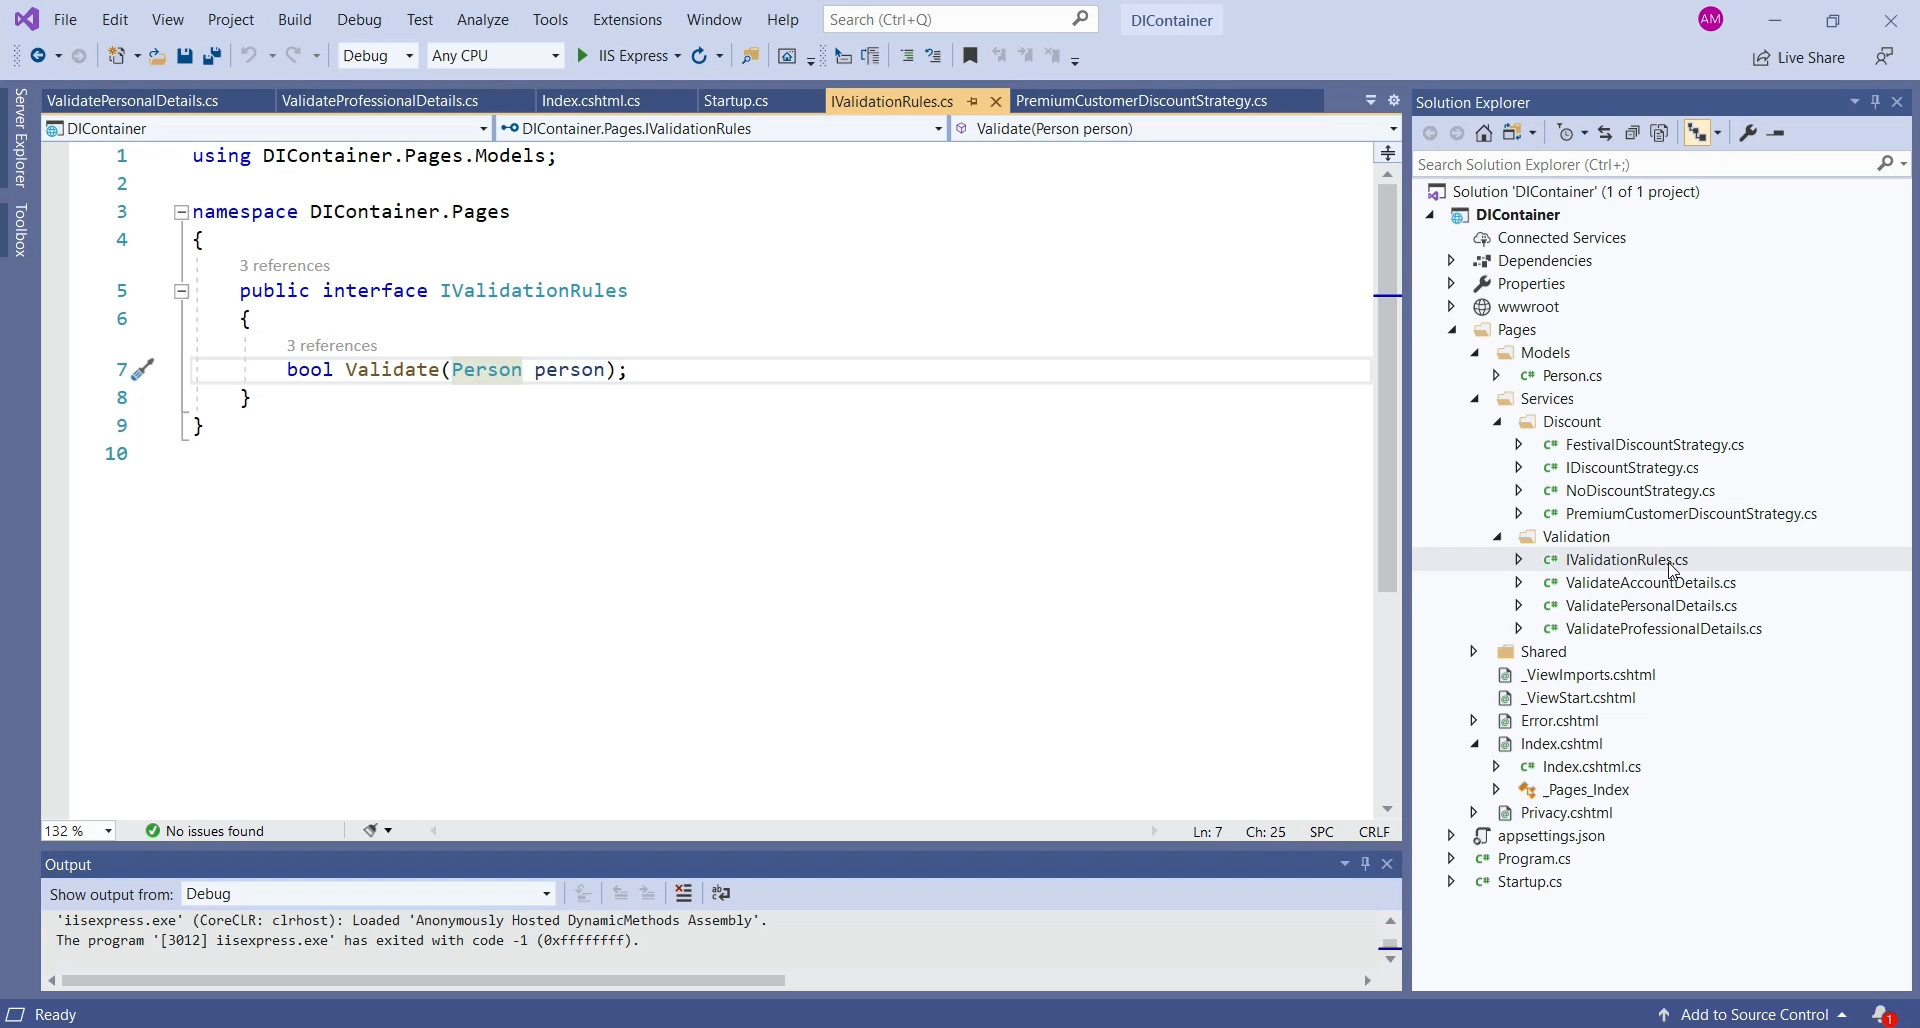 File Edit View Project Build Debug Test Analyze Tools Extensions Window Help Search (Ctrl+Q) DIContainer AM
Debug Any CPU IIS Express Live Share
Server Explorer
Toolbox
ValidatePersonalDetails.cs ValidateProfessionalDetails.cs Index.cshtml.cs Startup.cs IValidationRules.cs PremiumCustomerDiscountStrategy.cs
DIContainer DIContainer.Pages.IValidationRules Validate(Person person)
1 using DIContainer.Pages.Models;
2
3 namespace DIContainer.Pages
4 {
3 references
5 public interface IValidationRules
6 {
3 references
7 bool Validate(Person person);
8 }
9 }
10
132 % No issues found Ln: 7 Ch: 25 SPC CRLF
Output
Show output from: Debug
'iisexpress.exe' (CoreCLR: clrhost): Loaded 'Anonymously Hosted DynamicMethods Assembly'.
The program '[3012] iisexpress.exe' has exited with code -1 (0xffffffff).
Solution Explorer
Search Solution Explorer (Ctrl+;)
Solution 'DIContainer' (1 of 1 project)
DIContainer
Connected Services
Dependencies
Properties
wwwroot
Pages
Models
C# Person.cs
Services
Discount
C# FestivalDiscountStrategy.cs
C# IDiscountStrategy.cs
C# NoDiscountStrategy.cs
C# PremiumCustomerDiscountStrategy.cs
Validation
C# IValidationRules.cs
C# ValidateAccountDetails.cs
C# ValidatePersonalDetails.cs
C# ValidateProfessionalDetails.cs
Shared
_ViewImports.cshtml
_ViewStart.cshtml
Error.cshtml
Index.cshtml
C# Index.cshtml.cs
_Pages_Index
Privacy.cshtml
appsettings.json
C# Program.cs
C# Startup.cs
Ready Add to Source Control 1